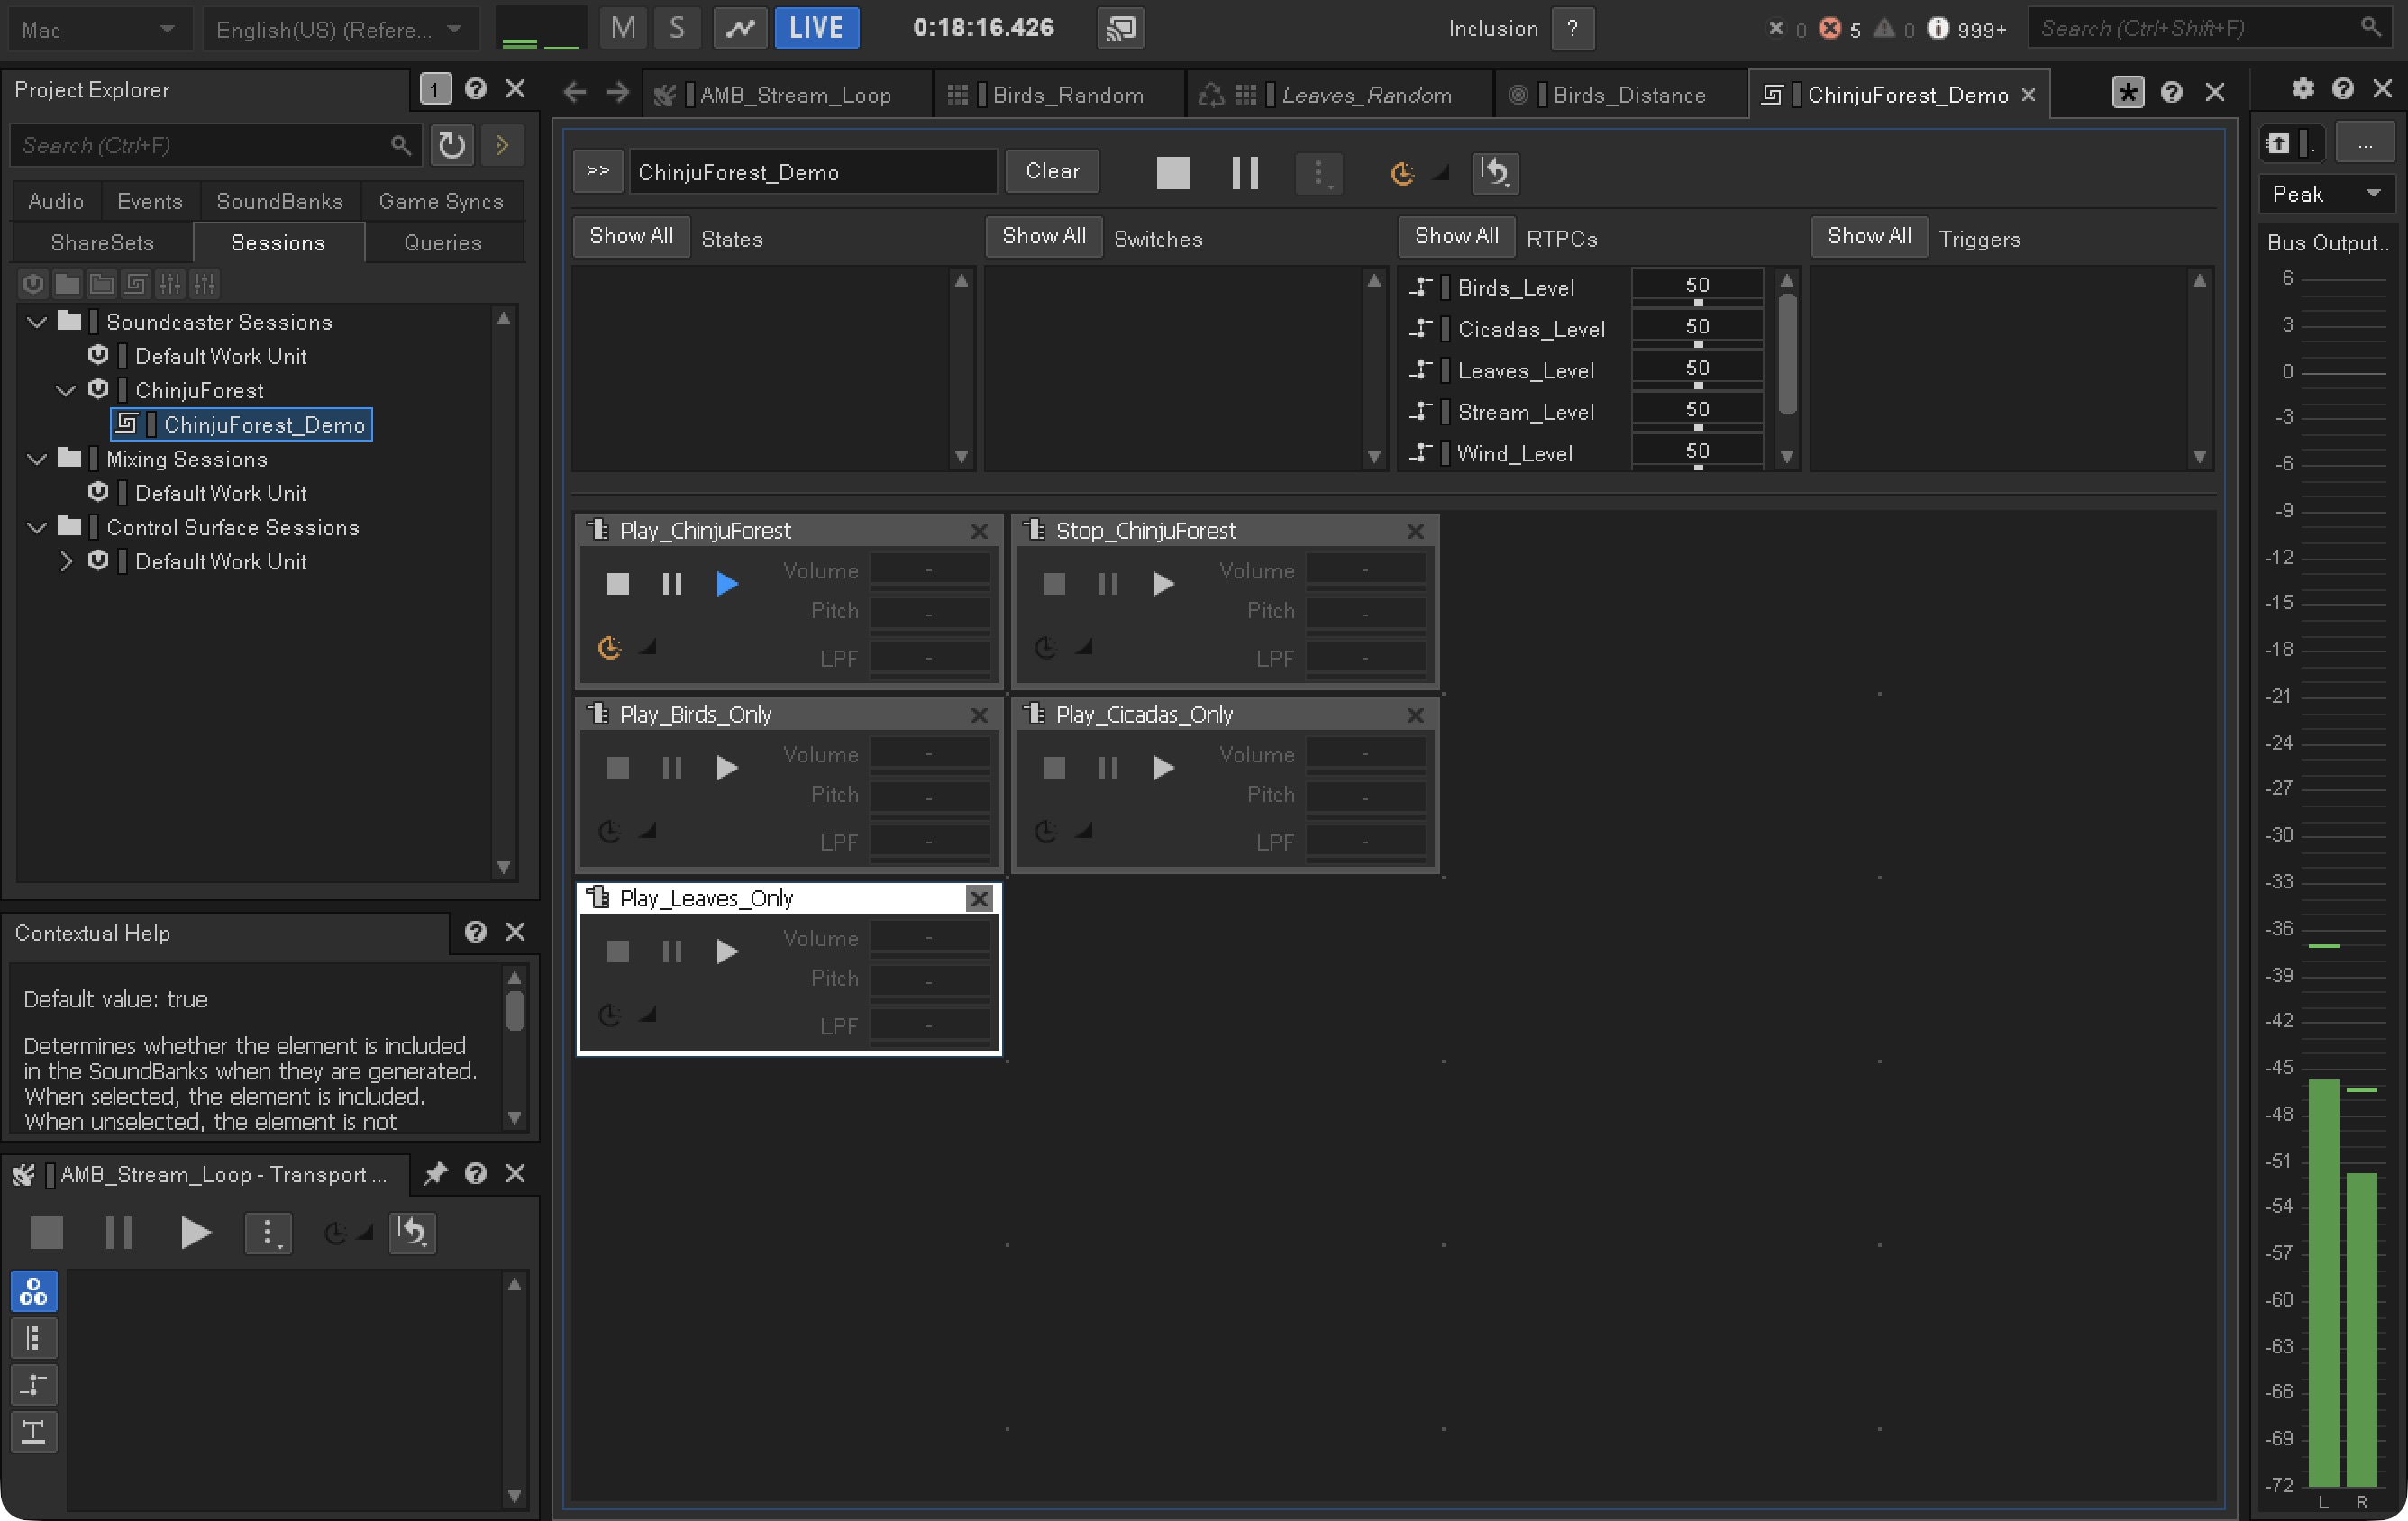 Mac
English(US) (Refere...
M
S
LIVE
0:18:16.426
Inclusion
?
0
5
0
999+
Search (Ctrl+Shift+F)
Project Explorer
1
Search (Ctrl+F)
Audio
Events
SoundBanks
Game Syncs
ShareSets
Sessions
Queries
Soundcaster Sessions
Default Work Unit
ChinjuForest
ChinjuForest_Demo
Mixing Sessions
Default Work Unit
Control Surface Sessions
Default Work Unit
Contextual Help
Default value: true
Determines whether the element is included
in the SoundBanks when they are generated.
When selected, the element is included.
When unselected, the element is not
AMB_Stream_Loop - Transport ...
AMB_Stream_Loop
Birds_Random
Leaves_Random
Birds_Distance
ChinjuForest_Demo
>>
ChinjuForest_Demo
Clear
Show All
States
Show All
Switches
Show All
RTPCs
Show All
Triggers
Birds_Level
50
Cicadas_Level
50
Leaves_Level
50
Stream_Level
50
Wind_Level
50
Play_ChinjuForest
Volume
-
Pitch
-
LPF
-
Stop_ChinjuForest
Volume
-
Pitch
-
LPF
-
Play_Birds_Only
Volume
-
Pitch
-
LPF
-
Play_Cicadas_Only
Volume
-
Pitch
-
LPF
-
Play_Leaves_Only
Volume
-
Pitch
-
LPF
-
.
...
Peak
Bus Output..
6
3
0
-3
-6
-9
-12
-15
-18
-21
-24
-27
-30
-33
-36
-39
-42
-45
-48
-51
-54
-57
-60
-63
-66
-69
-72
L
R